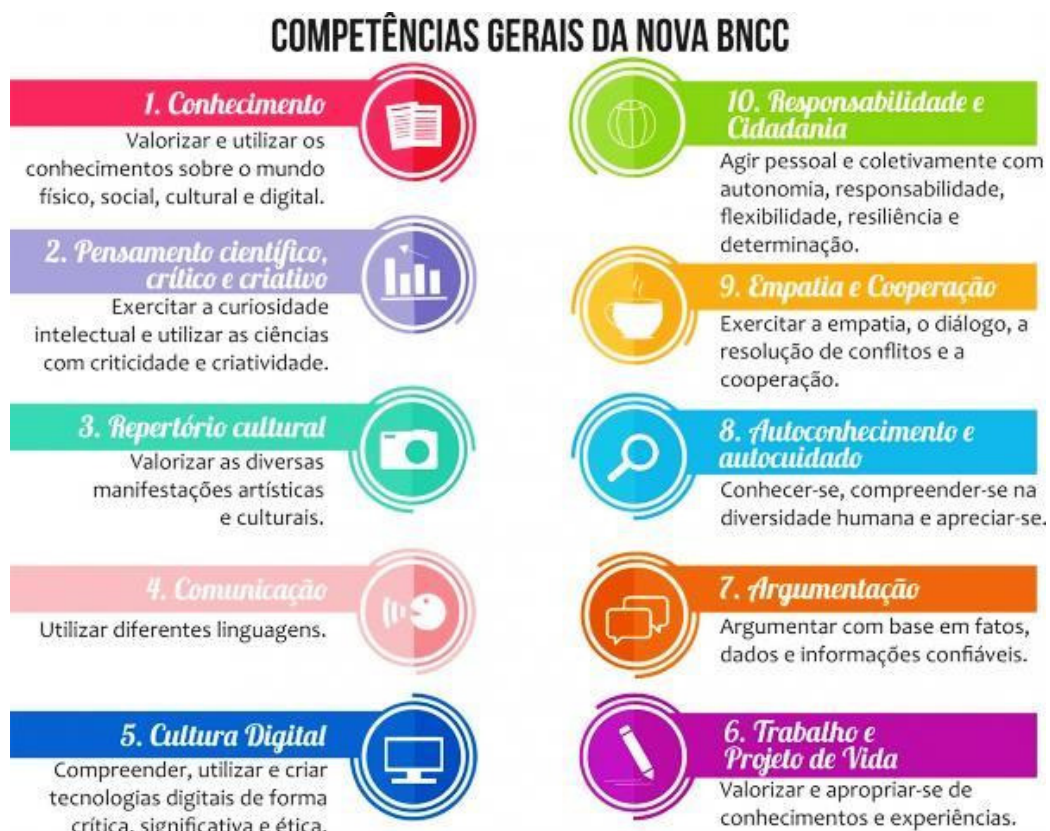 COMPETÊNCIAS GERAIS DA NOVA BNCC
1. Conhecimento
Valorizar e utilizar os
conhecimentos sobre o mundo
físico, social, cultural e digital.
2. Pensamento científico,
crítico e criativo
Exercitar a curiosidade
intelectual e utilizar as ciências
com criticidade e criatividade.
3. Repertório cultural
Valorizar as diversas
manifestações artísticas
e culturais.
4. Comunicação
Utilizar diferentes linguagens.
5. Cultura Digital
Compreender, utilizar e criar
tecnologias digitais de forma
crítica, significativa e ética.
10. Responsabilidade e
Cidadania
Agir pessoal e coletivamente com
autonomia, responsabilidade,
flexibilidade, resiliência e
determinação.
9. Empatia e Cooperação
Exercitar a empatia, o diálogo, a
resolução de conflitos e a
cooperação.
8. Autoconhecimento e
autocuidado
Conhecer-se, compreender-se na
diversidade humana e apreciar-se.
7. Argumentação
Argumentar com base em fatos,
dados e informações confiáveis.
6. Trabalho e
Projeto de Vida
Valorizar e apropriar-se de
conhecimentos e experiências.